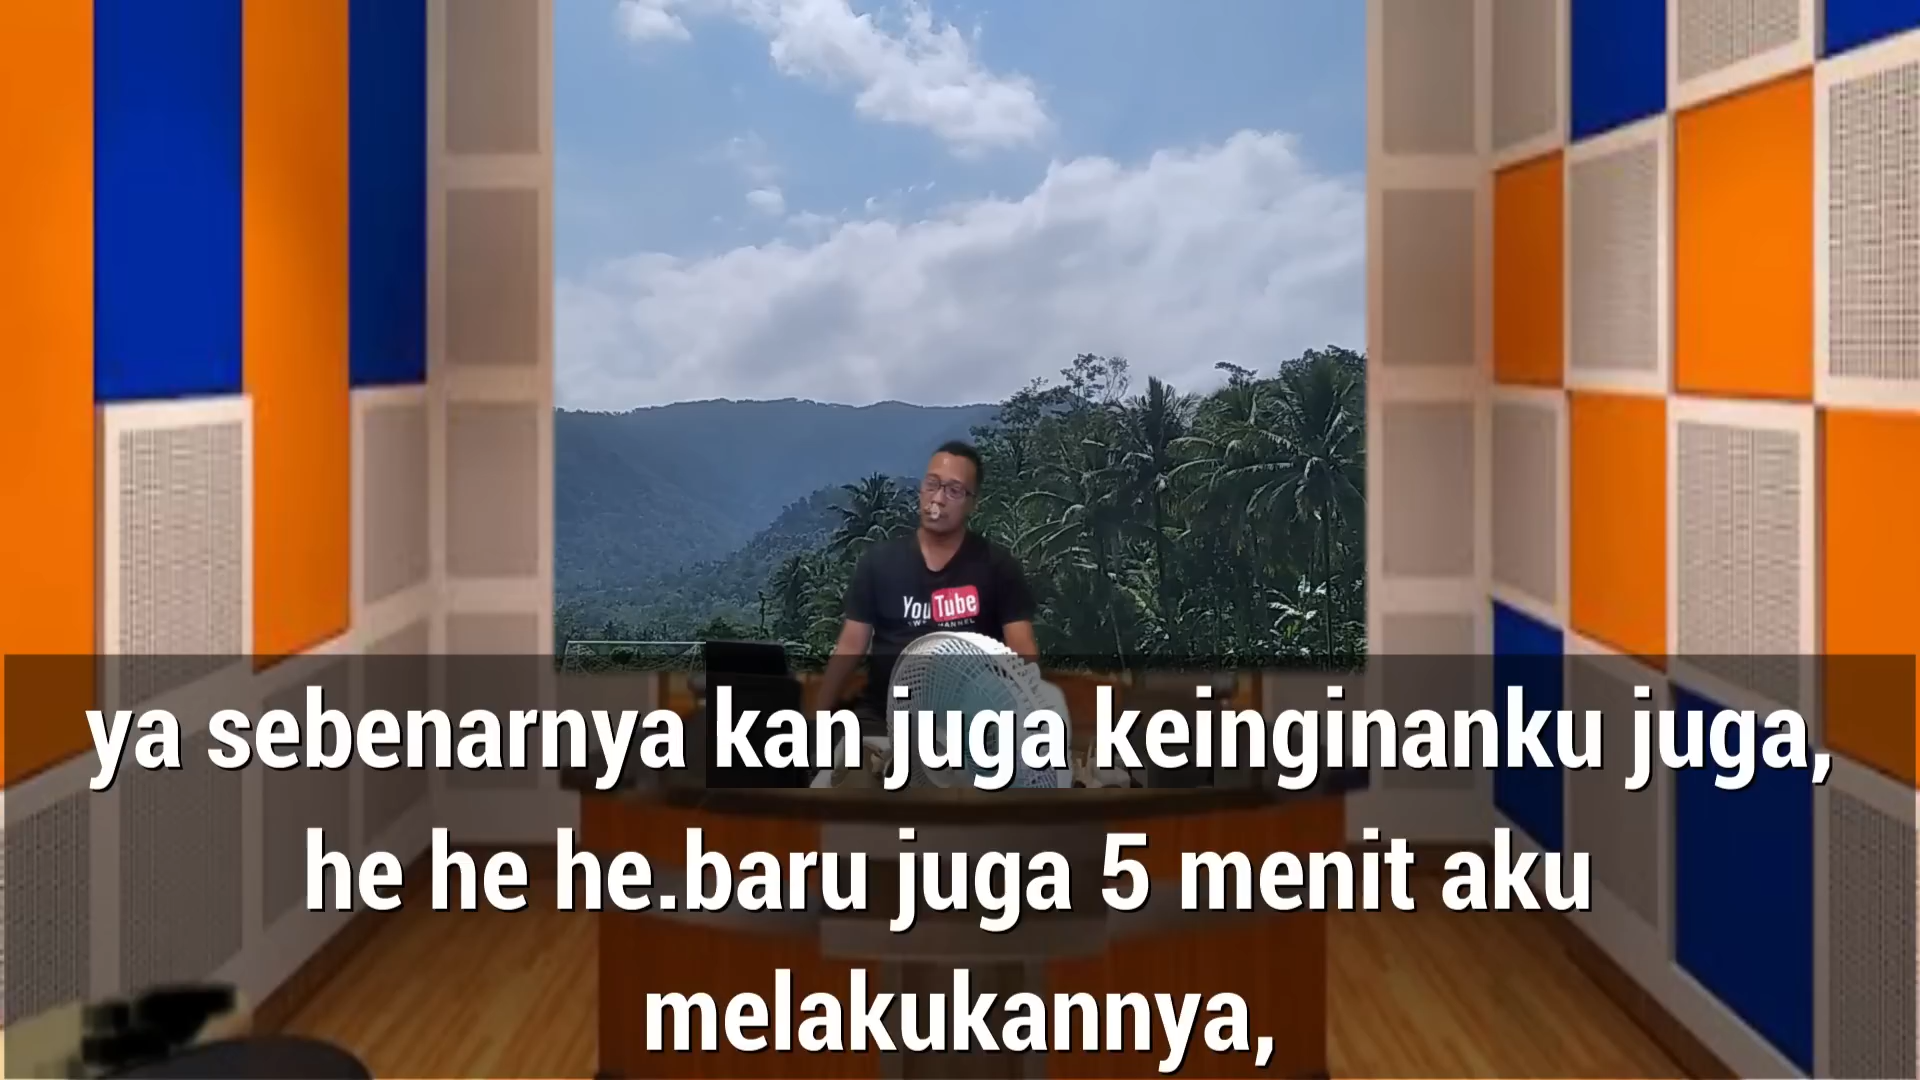 YouTube
ya sebenarnya kan juga keinginanku juga,
he he he.baru juga 5 menit aku
melakukannya,